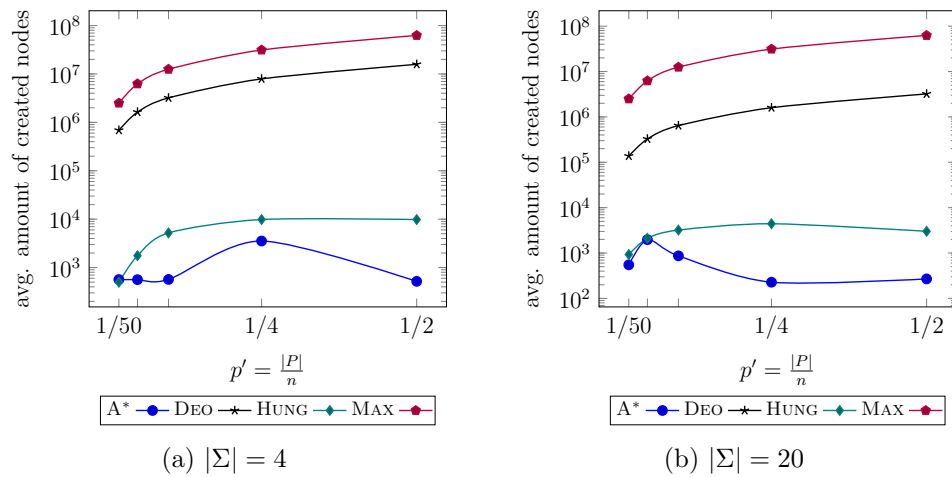 10^8
10^7
10^6
10^5
10^4
10^3
avg. amount of created nodes
1/50
1/4
1/2
p′ = |P|/n
A* DEO HUNG MAX
(a) |Σ| = 4
10^8
10^7
10^6
10^5
10^4
10^3
10^2
avg. amount of created nodes
1/50
1/4
1/2
p′ = |P|/n
A* DEO HUNG MAX
(b) |Σ| = 20